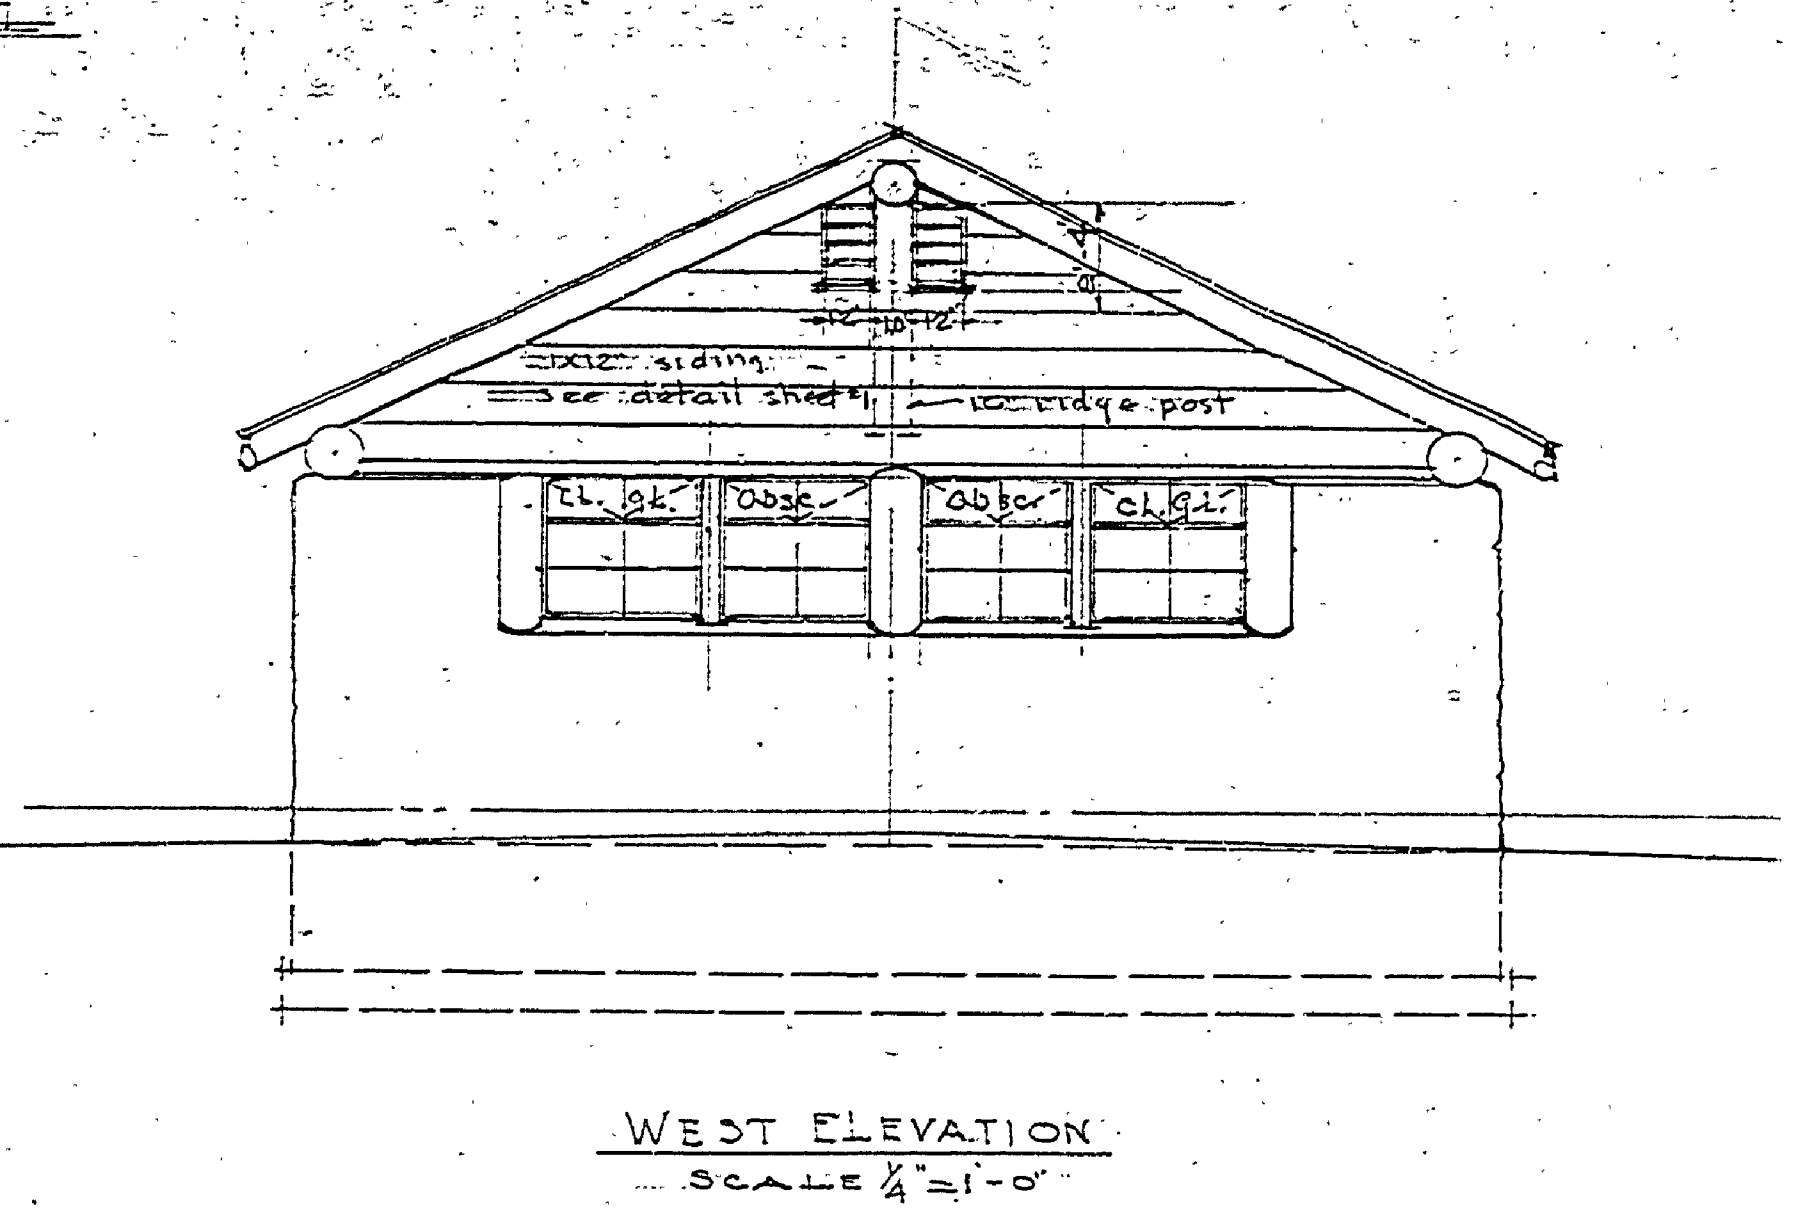 12" 10" 12"
1x12" siding
See detail sheet #1.
10" ridge post
cl. gl.
Obsc.
Obsc.
cl. gl.
WEST ELEVATION
SCALE ¼" = 1'-0"